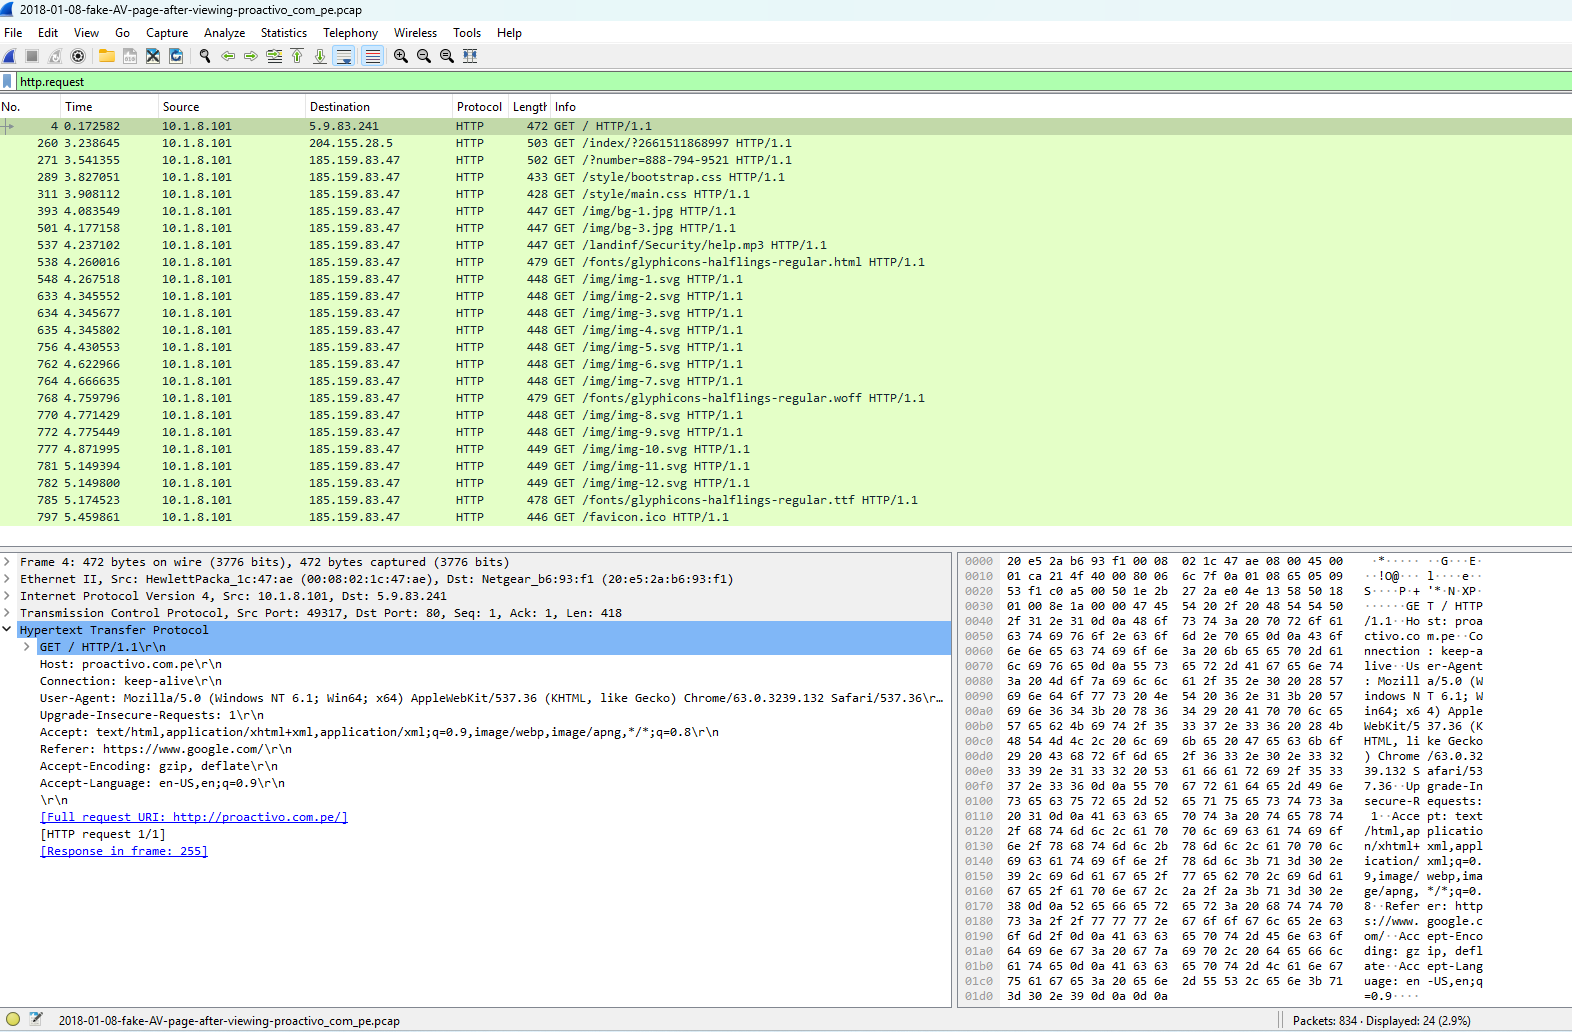 2018-01-08-fake-AV-page-after-viewing-proactivo_com_pe.pcap
File Edit View Go Capture Analyze Statistics Telephony Wireless Tools Help
http.request
No. Time Source Destination Protocol Length Info
4 0.172582 10.1.8.101 5.9.83.241 HTTP 472 GET / HTTP/1.1
260 3.238645 10.1.8.101 204.155.28.5 HTTP 503 GET /index/?2661511868997 HTTP/1.1
271 3.541355 10.1.8.101 185.159.83.47 HTTP 502 GET /?number=888-794-9521 HTTP/1.1
289 3.827051 10.1.8.101 185.159.83.47 HTTP 433 GET /style/bootstrap.css HTTP/1.1
311 3.908112 10.1.8.101 185.159.83.47 HTTP 428 GET /style/main.css HTTP/1.1
393 4.083549 10.1.8.101 185.159.83.47 HTTP 447 GET /img/bg-1.jpg HTTP/1.1
501 4.177158 10.1.8.101 185.159.83.47 HTTP 447 GET /img/bg-3.jpg HTTP/1.1
537 4.237102 10.1.8.101 185.159.83.47 HTTP 447 GET /landinf/Security/help.mp3 HTTP/1.1
538 4.260016 10.1.8.101 185.159.83.47 HTTP 479 GET /fonts/glyphicons-halflings-regular.html HTTP/1.1
548 4.267518 10.1.8.101 185.159.83.47 HTTP 448 GET /img/img-1.svg HTTP/1.1
633 4.345552 10.1.8.101 185.159.83.47 HTTP 448 GET /img/img-2.svg HTTP/1.1
634 4.345677 10.1.8.101 185.159.83.47 HTTP 448 GET /img/img-3.svg HTTP/1.1
635 4.345802 10.1.8.101 185.159.83.47 HTTP 448 GET /img/img-4.svg HTTP/1.1
756 4.430553 10.1.8.101 185.159.83.47 HTTP 448 GET /img/img-5.svg HTTP/1.1
762 4.622966 10.1.8.101 185.159.83.47 HTTP 448 GET /img/img-6.svg HTTP/1.1
764 4.666635 10.1.8.101 185.159.83.47 HTTP 448 GET /img/img-7.svg HTTP/1.1
768 4.759796 10.1.8.101 185.159.83.47 HTTP 479 GET /fonts/glyphicons-halflings-regular.woff HTTP/1.1
770 4.771429 10.1.8.101 185.159.83.47 HTTP 448 GET /img/img-8.svg HTTP/1.1
772 4.775449 10.1.8.101 185.159.83.47 HTTP 448 GET /img/img-9.svg HTTP/1.1
777 4.871995 10.1.8.101 185.159.83.47 HTTP 449 GET /img/img-10.svg HTTP/1.1
781 5.149394 10.1.8.101 185.159.83.47 HTTP 449 GET /img/img-11.svg HTTP/1.1
782 5.149800 10.1.8.101 185.159.83.47 HTTP 449 GET /img/img-12.svg HTTP/1.1
785 5.174523 10.1.8.101 185.159.83.47 HTTP 478 GET /fonts/glyphicons-halflings-regular.ttf HTTP/1.1
797 5.459861 10.1.8.101 185.159.83.47 HTTP 446 GET /favicon.ico HTTP/1.1
Frame 4: 472 bytes on wire (3776 bits), 472 bytes captured (3776 bits)
Ethernet II, Src: HewlettPacka_1c:47:ae (00:08:02:1c:47:ae), Dst: Netgear_b6:93:f1 (20:e5:2a:b6:93:f1)
Internet Protocol Version 4, Src: 10.1.8.101, Dst: 5.9.83.241
Transmission Control Protocol, Src Port: 49317, Dst Port: 80, Seq: 1, Ack: 1, Len: 418
Hypertext Transfer Protocol
GET / HTTP/1.1\r\n
Host: proactivo.com.pe\r\n
Connection: keep-alive\r\n
User-Agent: Mozilla/5.0 (Windows NT 6.1; Win64; x64) AppleWebKit/537.36 (KHTML, like Gecko) Chrome/63.0.3239.132 Safari/537.36\r…
Upgrade-Insecure-Requests: 1\r\n
Accept: text/html,application/xhtml+xml,application/xml;q=0.9,image/webp,image/apng,*/*;q=0.8\r\n
Referer: https://www.google.com/\r\n
Accept-Encoding: gzip, deflate\r\n
Accept-Language: en-US,en;q=0.9\r\n
\r\n
[Full request URI: http://proactivo.com.pe/]
[HTTP request 1/1]
[Response in frame: 255]
0000 20 e5 2a b6 93 f1 00 08 02 1c 47 ae 08 00 45 00 ·*····· ··G···E·
0010 01 ca 21 4f 40 00 80 06 6c 7f 0a 01 08 65 05 09 ··!O@··· l····e··
0020 53 f1 c0 a5 00 50 1e 2b 27 2a e0 4e 13 58 50 18 S····P·+ '*·N·XP·
0030 01 00 8e 1a 00 00 47 45 54 20 2f 20 48 54 54 50 ······GE T / HTTP
0040 2f 31 2e 31 0d 0a 48 6f 73 74 3a 20 70 72 6f 61 /1.1··Ho st: proa
0050 63 74 69 76 6f 2e 63 6f 6d 2e 70 65 0d 0a 43 6f ctivo.co m.pe··Co
0060 6e 6e 65 63 74 69 6f 6e 3a 20 6b 65 65 70 2d 61 nnection : keep-a
0070 6c 69 76 65 0d 0a 55 73 65 72 2d 41 67 65 6e 74 live··Us er-Agent
0080 3a 20 4d 6f 7a 69 6c 6c 61 2f 35 2e 30 20 28 57 : Mozill a/5.0 (W
0090 69 6e 64 6f 77 73 20 4e 54 20 36 2e 31 3b 20 57 indows N T 6.1; W
00a0 69 6e 36 34 3b 20 78 36 34 29 20 41 70 70 6c 65 in64; x6 4) Apple
00b0 57 65 62 4b 69 74 2f 35 33 37 2e 33 36 20 28 4b WebKit/5 37.36 (K
00c0 48 54 4d 4c 2c 20 6c 69 6b 65 20 47 65 63 6b 6f HTML, li ke Gecko
00d0 29 20 43 68 72 6f 6d 65 2f 36 33 2e 30 2e 33 32 ) Chrome /63.0.32
00e0 33 39 2e 31 33 32 20 53 61 66 61 72 69 2f 35 33 39.132 S afari/53
00f0 37 2e 33 36 0d 0a 55 70 67 72 61 64 65 2d 49 6e 7.36··Up grade-In
0100 73 65 63 75 72 65 2d 52 65 71 75 65 73 74 73 3a secure-R equests:
0110 20 31 0d 0a 41 63 63 65 70 74 3a 20 74 65 78 74 1··Acce pt: text
0120 2f 68 74 6d 6c 2c 61 70 70 6c 69 63 61 74 69 6f /html,ap plicatio
0130 6e 2f 78 68 74 6d 6c 2b 78 6d 6c 2c 61 70 70 6c n/xhtml+ xml,appl
0140 69 63 61 74 69 6f 6e 2f 78 6d 6c 3b 71 3d 30 2e ication/ xml;q=0.
0150 39 2c 69 6d 61 67 65 2f 77 65 62 70 2c 69 6d 61 9,image/ webp,ima
0160 67 65 2f 61 70 6e 67 2c 2a 2f 2a 3b 71 3d 30 2e ge/apng, */*;q=0.
0170 38 0d 0a 52 65 66 65 72 65 72 3a 20 68 74 74 70 8··Refer er: http
0180 73 3a 2f 2f 77 77 77 2e 67 6f 6f 67 6c 65 2e 63 s://www. google.c
0190 6f 6d 2f 0d 0a 41 63 63 65 70 74 2d 45 6e 63 6f om/··Acc ept-Enco
01a0 64 69 6e 67 3a 20 67 7a 69 70 2c 20 64 65 66 6c ding: gz ip, defl
01b0 61 74 65 0d 0a 41 63 63 65 70 74 2d 4c 61 6e 67 ate··Acc ept-Lang
01c0 75 61 67 65 3a 20 65 6e 2d 55 53 2c 65 6e 3b 71 uage: en -US,en;q
01d0 3d 30 2e 39 0d 0a 0d 0a =0.9····
2018-01-08-fake-AV-page-after-viewing-proactivo_com_pe.pcap
Packets: 834 · Displayed: 24 (2.9%)